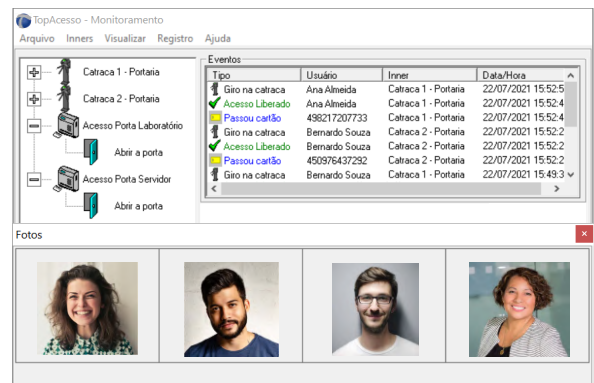 TopAcesso - Monitoramento
Arquivo Inners Visualizar Registro Ajuda
Catraca 1 - Portaria
Catraca 2 - Portaria
Acesso Porta Laboratório
Abrir a porta
Acesso Porta Servidor
Abrir a porta
Eventos
Tipo Usuário Inner Data/Hora
Giro na catraca Ana Almeida Catraca 1 - Portaria 22/07/2021 15:52:5
Acesso Liberado Ana Almeida Catraca 1 - Portaria 22/07/2021 15:52:4
Passou cartão 498217207733 Catraca 1 - Portaria 22/07/2021 15:52:4
Giro na catraca Bernardo Souza Catraca 2 - Portaria 22/07/2021 15:52:2
Acesso Liberado Bernardo Souza Catraca 2 - Portaria 22/07/2021 15:52:2
Passou cartão 450976437292 Catraca 2 - Portaria 22/07/2021 15:52:2
Giro na catraca Bernardo Souza Catraca 1 - Portaria 22/07/2021 15:49:3
Fotos